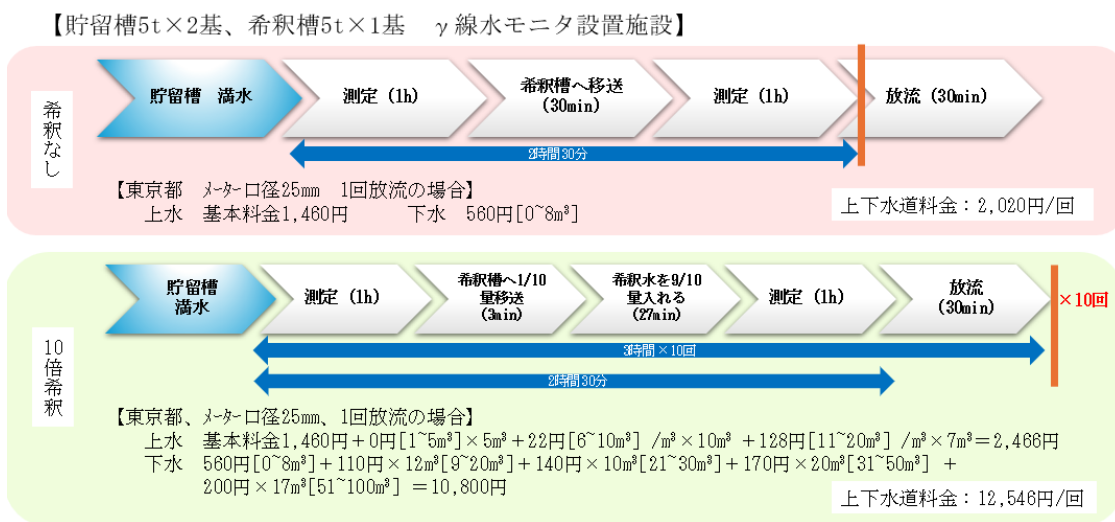 【貯留槽5t×2基、希釈槽5t×1基　γ線水モニタ設置施設】
希釈なし
貯留槽　満水
測定（1h）
希釈槽へ移送
(30min)
測定（1h）
放流（30min）
2時間30分
【東京都　メーター口径25mm　1回放流の場合】
上水　基本料金1,460円　　　下水　560円[0~8m³]
上下水道料金：2,020円/回
10倍希釈
貯留槽
満水
測定（1h）
希釈槽へ1/10
量移送
(3min)
希釈水を9/10
量入れる
(27min)
測定（1h）
放流
(30min)
×10回
3時間×10回
2時間30分
【東京都、メーター口径25mm、1回放流の場合】
上水　基本料金1,460円＋0円[1~5m³]×5m³＋22円[6~10m³] /m³×10m³ ＋128円[11~20m³] /m³×7m³＝2,466円
下水　560円[0~8m³]＋110円×12m³[9~20m³]＋140円×10m³[21~30m³]＋170円×20m³[31~50m³] ＋
200円×17m³[51~100m³] ＝10,800円
上下水道料金：12,546円/回